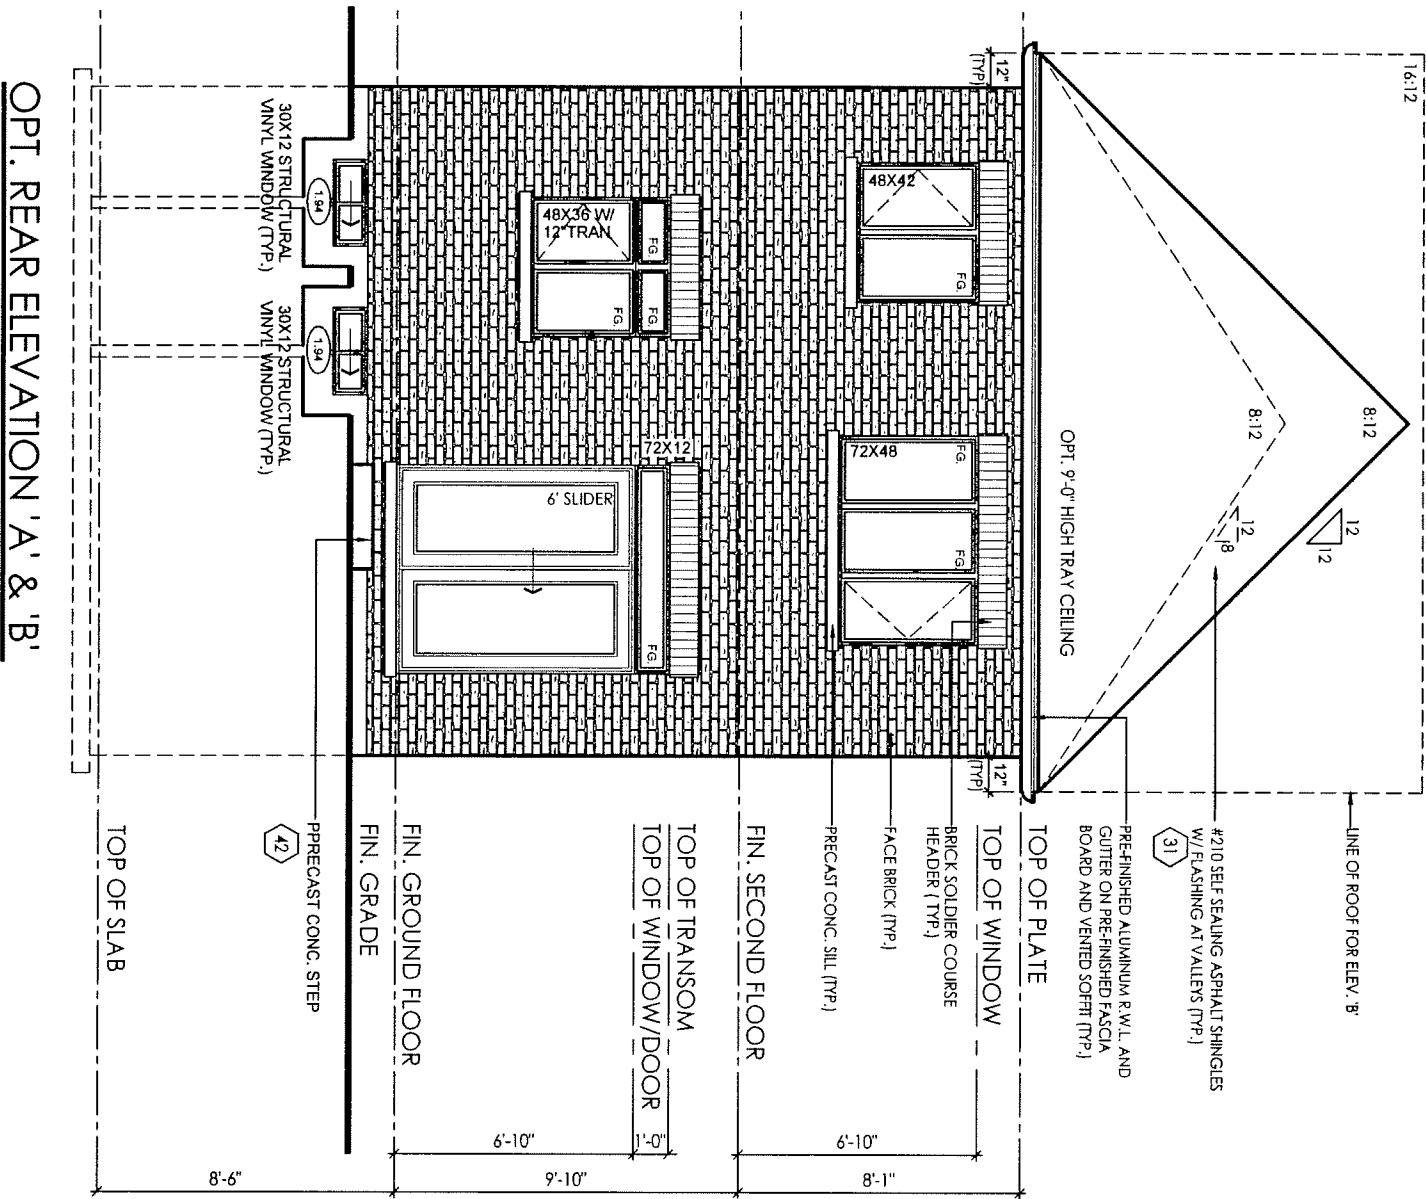 16:12
8:12
12
12
8:12
12
8
OPT. 9'-0" HIGH TRAY CEILING
LINE OF ROOF FOR ELEV. 'B'
#210 SELF SEALING ASPHALT SHINGLES
W/ FLASHING AT VALLEYS (TYP.)
31
PRE-FINISHED ALUMINUM R.W.L. AND
GUTTER ON PRE-FINISHED FASCIA
BOARD AND VENTED SOFFIT (TYP.)
12"
(TYP)
12"
(TYP)
TOP OF PLATE
TOP OF WINDOW
BRICK SOLDIER COURSE
HEADER ( TYP.)
FACE BRICK (TYP.)
PRECAST CONC. SILL (TYP.)
48X42
FG.
72X48
FG.
FG.
FIN. SECOND FLOOR
TOP OF TRANSOM
TOP OF WINDOW/DOOR
48X36 W/
12"TRAN
FG.
FG.
FG.
72X12
FG.
6' SLIDER
FIN. GROUND FLOOR
FIN. GRADE
PPRECAST CONC. STEP
42
30X12 STRUCTURAL
VINYL WINDOW (TYP.)
1.94
30X12 STRUCTURAL
VINYL WINDOW (TYP.)
1.94
TOP OF SLAB
6'-10"
8'-1"
1'-0"
6'-10"
9'-10"
8'-6"
OPT. REAR ELEVATION 'A' & 'B'